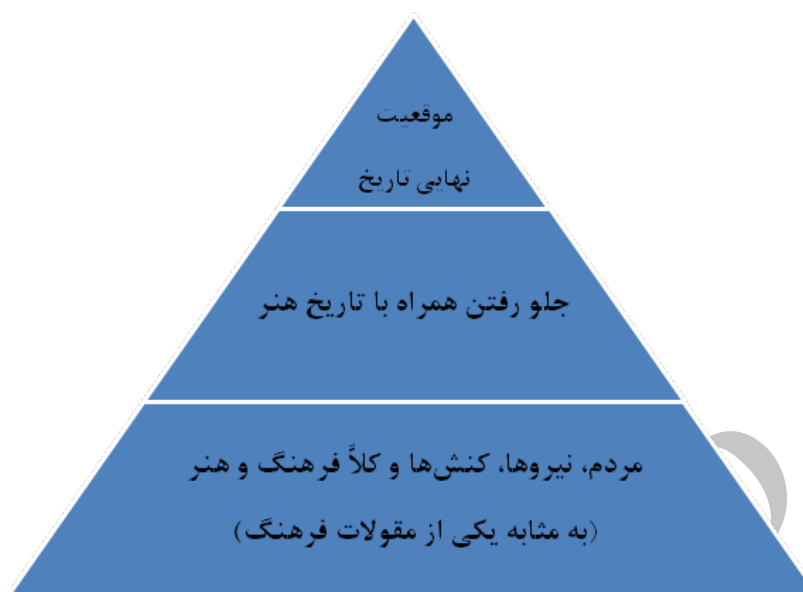 موقعیت
نهایی تاریخ
جلو رفتن همراه با تاریخ هنر
مردم، نیروها، کنش‌ها و کلاً فرهنگ و هنر
(به مثابه یکی از مقولات فرهنگ)